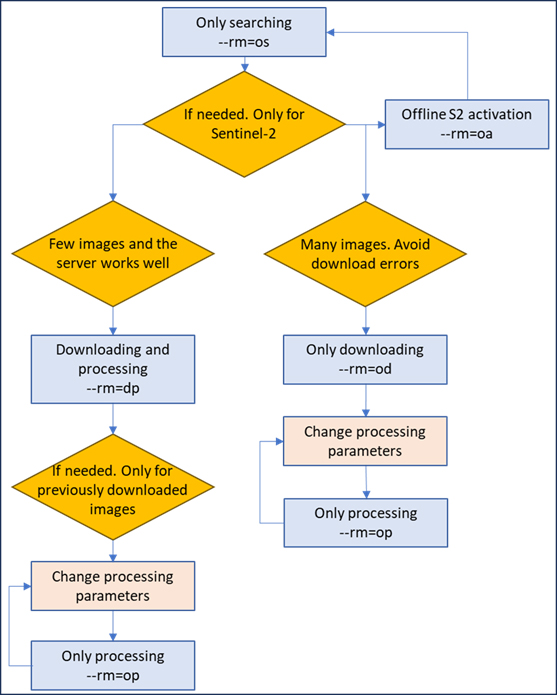 Only searching
--rm=os
If needed. Only for
Sentinel-2
Offline S2 activation
--rm=oa
Few images and the
server works well
Many images. Avoid
download errors
Downloading and
processing
--rm=dp
Only downloading
--rm=od
If needed. Only for
previously downloaded
images
Change processing
parameters
Only processing
--rm=op
Change processing
parameters
Only processing
--rm=op